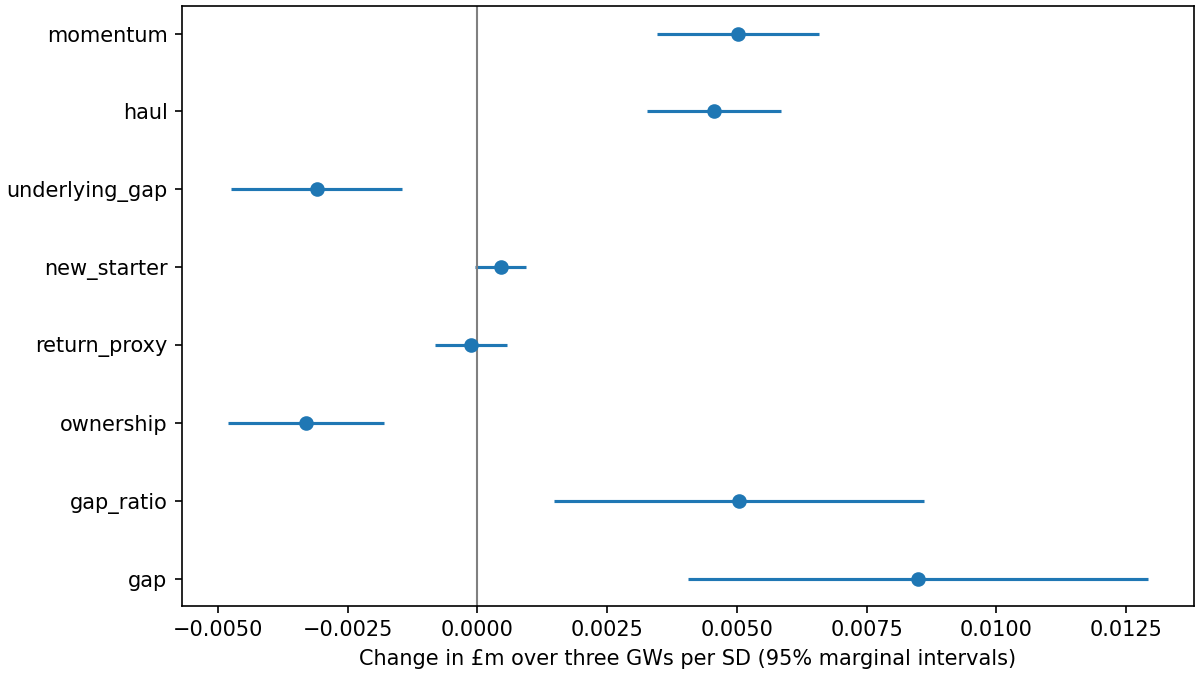 momentum
haul
underlying_gap
new_starter
return_proxy
ownership
gap_ratio
gap
−0.0050 −0.0025 0.0000 0.0025 0.0050 0.0075 0.0100 0.0125
Change in £m over three GWs per SD (95% marginal intervals)